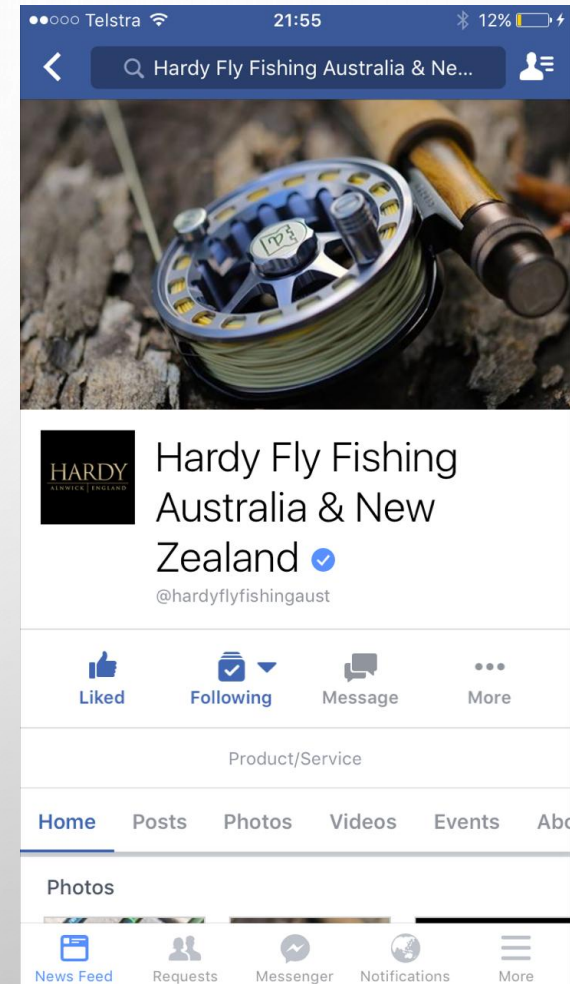 Telstra 21:55 12%
Hardy Fly Fishing Australia & Ne...
HARDY
ALNWICK | ENGLAND
Hardy Fly Fishing
Australia & New
Zealand
@hardyflyfishingaust
Liked Following Message More
Product/Service
Home Posts Photos Videos Events Abo
Photos
News Feed Requests Messenger Notifications More